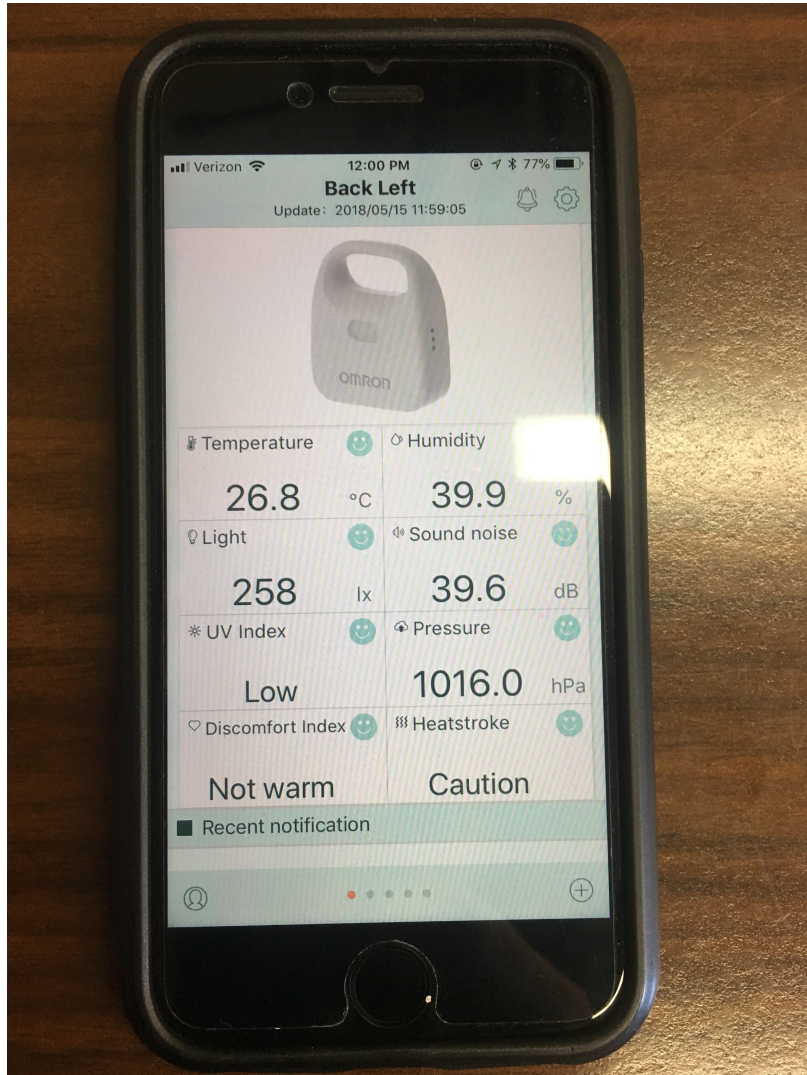 Verizon 12:00 PM 77%
Back Left
Update: 2018/05/15 11:59:05
OMRON
Temperature Humidity
26.8 °C 39.9 %
Light Sound noise
258 lx 39.6 dB
UV Index Pressure
Low 1016.0 hPa
Discomfort Index Heatstroke
Not warm Caution
Recent notification